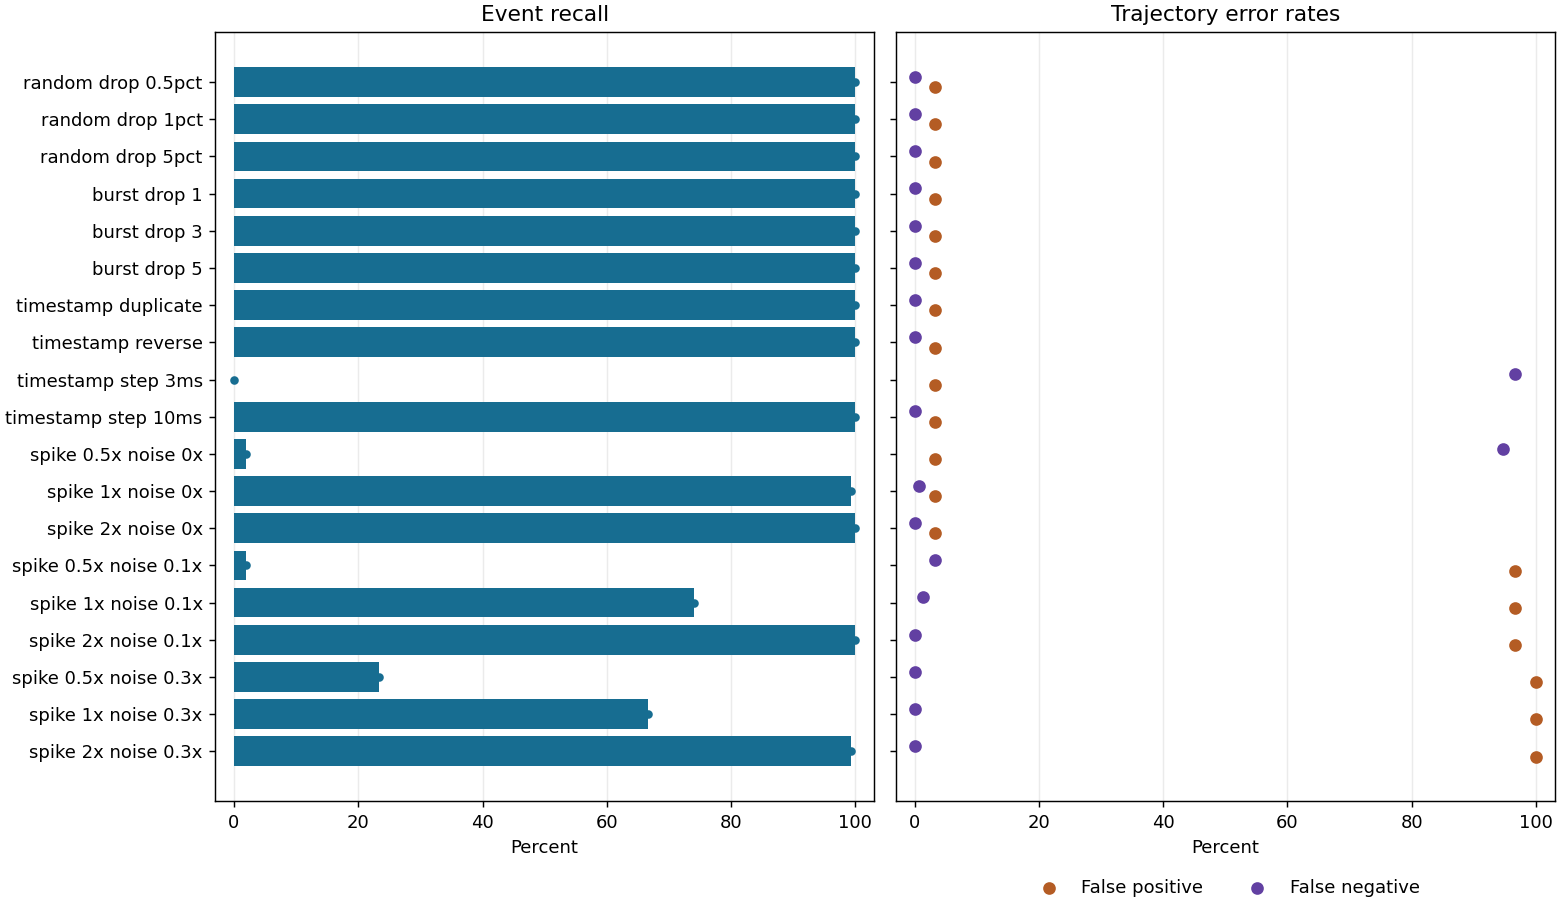 Event recall
Trajectory error rates
random drop 0.5pct
random drop 1pct
random drop 5pct
burst drop 1
burst drop 3
burst drop 5
timestamp duplicate
timestamp reverse
timestamp step 3ms
timestamp step 10ms
spike 0.5x noise 0x
spike 1x noise 0x
spike 2x noise 0x
spike 0.5x noise 0.1x
spike 1x noise 0.1x
spike 2x noise 0.1x
spike 0.5x noise 0.3x
spike 1x noise 0.3x
spike 2x noise 0.3x
0 20 40 60 80 100
Percent
0 20 40 60 80 100
Percent
False positive
False negative